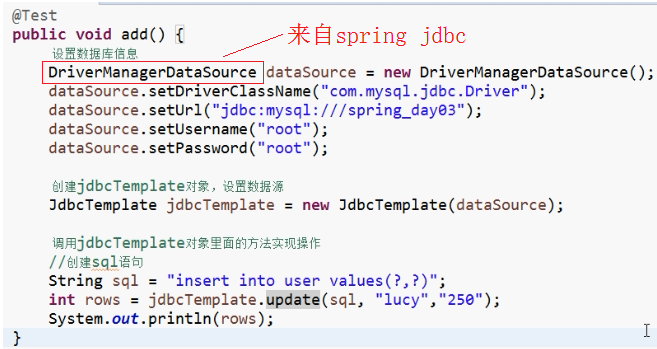 @Test
public void add() {
来自spring jdbc
设置数据库信息
DriverManagerDataSource dataSource = new DriverManagerDataSource();
dataSource.setDriverClassName("com.mysql.jdbc.Driver");
dataSource.setUrl("jdbc:mysql:///spring_day03");
dataSource.setUsername("root");
dataSource.setPassword("root");
创建jdbcTemplate对象，设置数据源
JdbcTemplate jdbcTemplate = new JdbcTemplate(dataSource);
调用jdbcTemplate对象里面的方法实现操作
//创建sql语句
String sql = "insert into user values(?,?)";
int rows = jdbcTemplate.update(sql, "lucy","250");
System.out.println(rows);
}